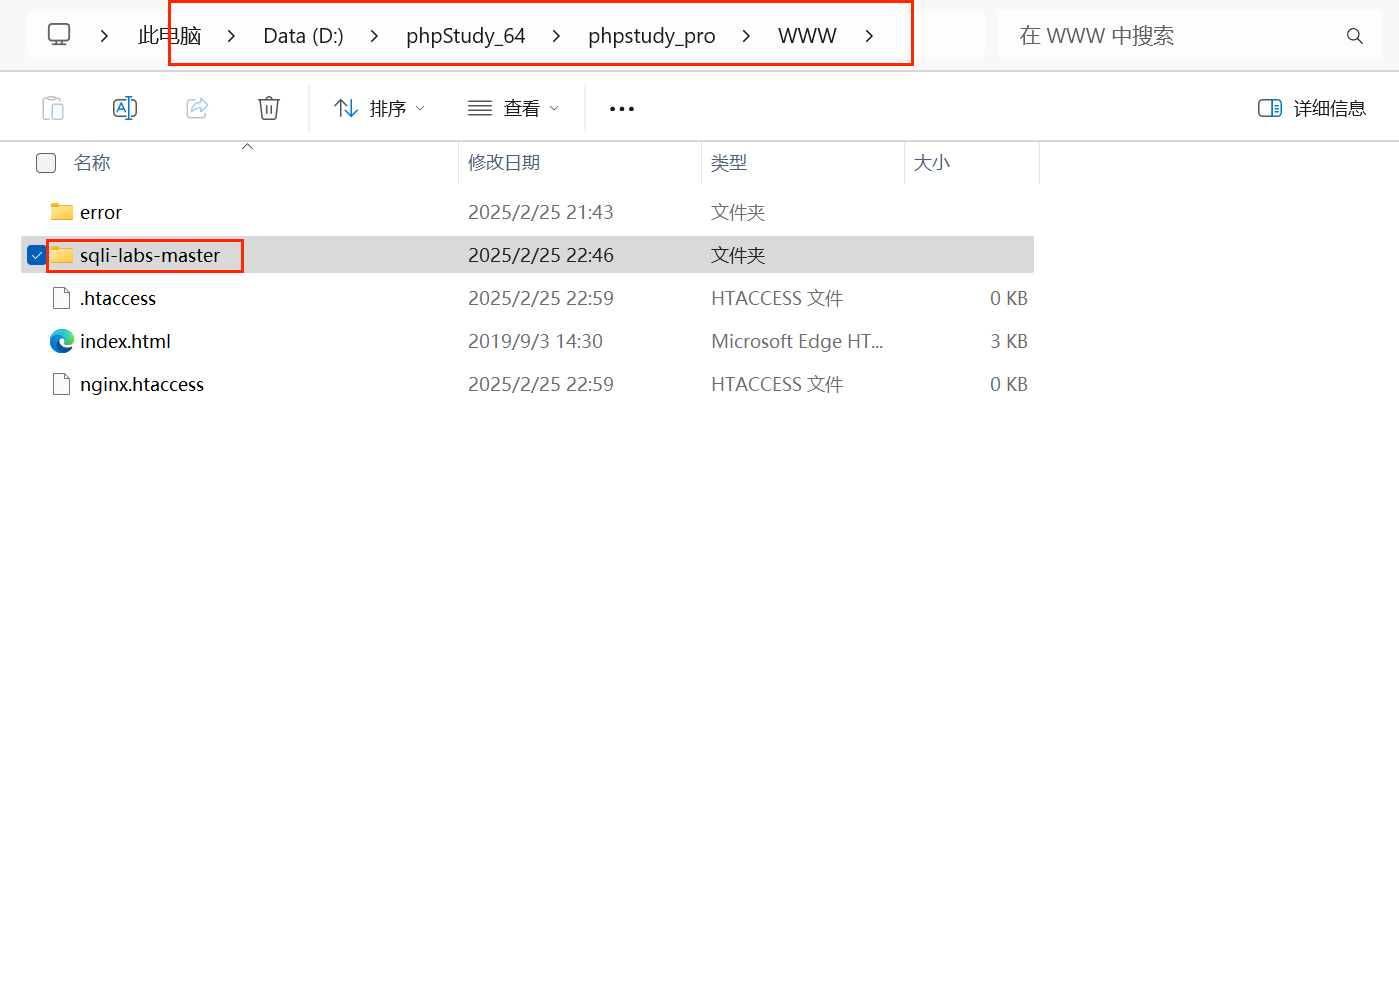 此电脑 > Data (D:) > phpStudy_64 > phpstudy_pro > WWW >
在 WWW 中搜索
排序 查看 ••• 详细信息
名称 修改日期 类型 大小
error 2025/2/25 21:43 文件夹
sqli-labs-master 2025/2/25 22:46 文件夹
.htaccess 2025/2/25 22:59 HTACCESS 文件 0 KB
index.html 2019/9/3 14:30 Microsoft Edge HT... 3 KB
nginx.htaccess 2025/2/25 22:59 HTACCESS 文件 0 KB